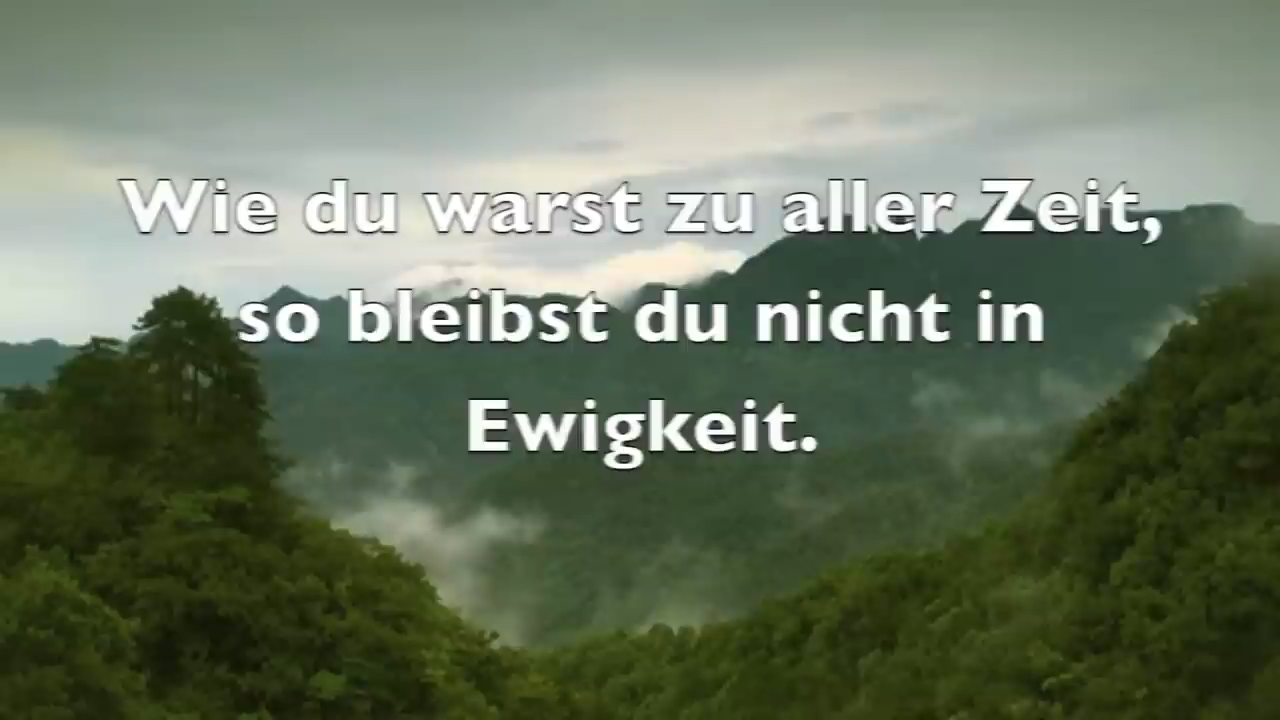 Wie du warst zu aller Zeit,
so bleibst du nicht in
Ewigkeit.